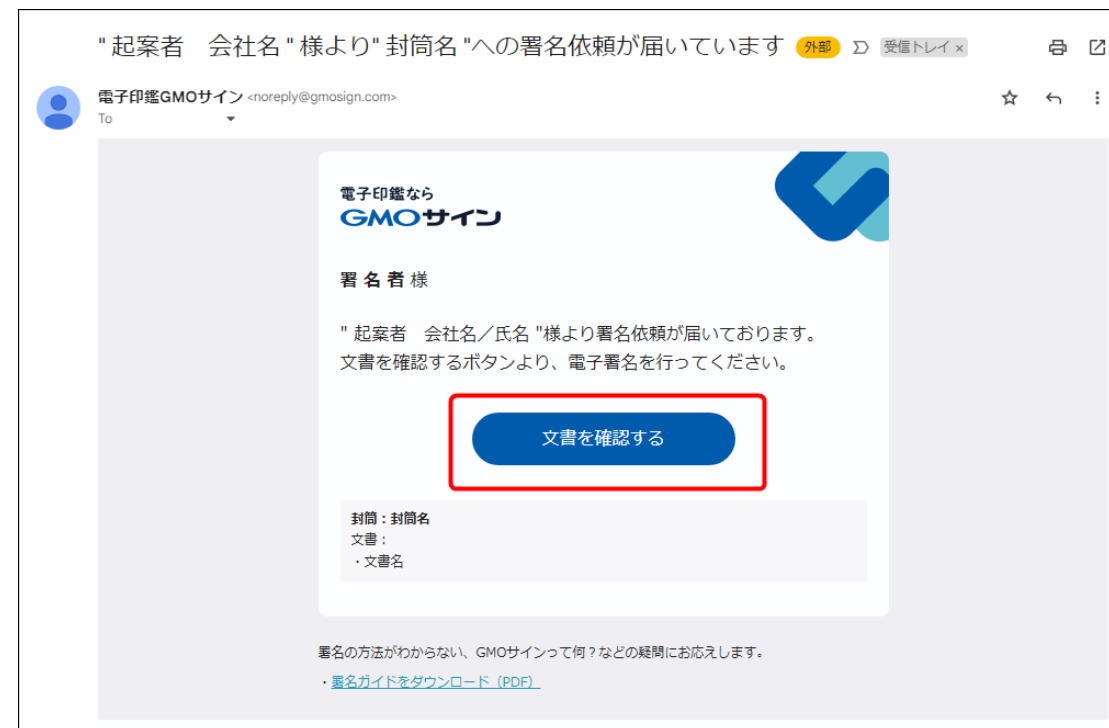 "起案者　会社名"様より"封筒名"への署名依頼が届いています 外部 受信トレイ ×
電子印鑑GMOサイン <noreply@gmosign.com>
To
電子印鑑なら
GMOサイン
署名者 様
"起案者　会社名／氏名"様より署名依頼が届いております。
文書を確認するボタンより、電子署名を行ってください。
文書を確認する
封筒：封筒名
文書：
・文書名
署名の方法がわからない、GMOサインって何？などの疑問にお応えします。
・署名ガイドをダウンロード（PDF）